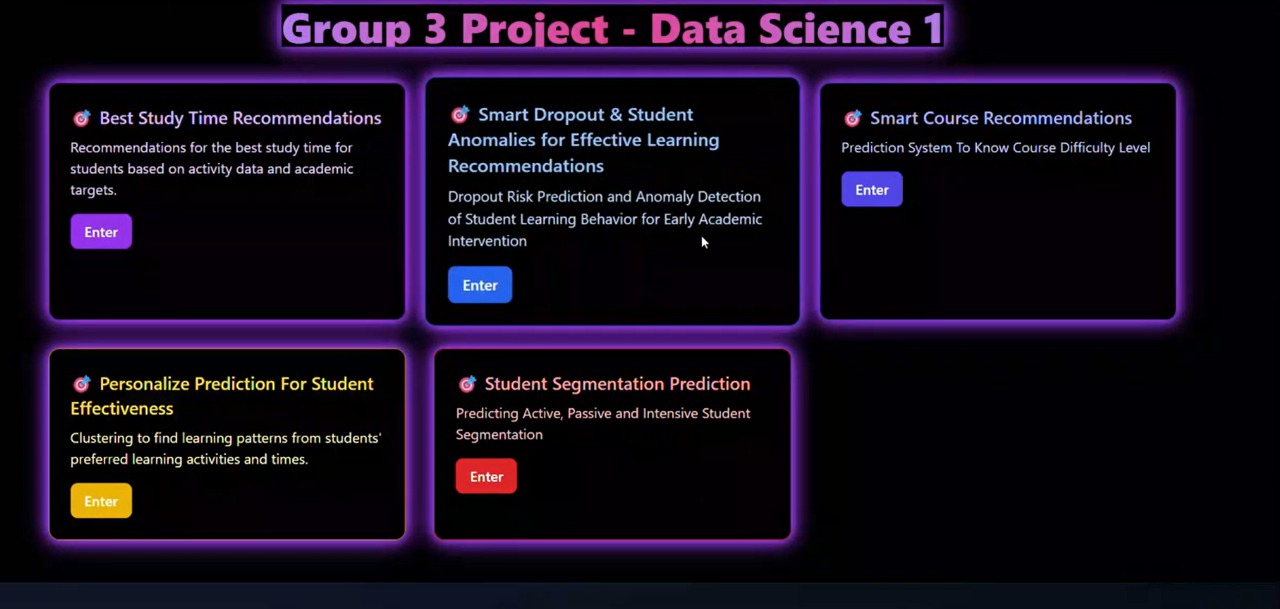 Group 3 Project - Data Science 1
🎯 Best Study Time Recommendations
Recommendations for the best study time for
students based on activity data and academic
targets.
Enter
🎯 Smart Dropout & Student
Anomalies for Effective Learning
Recommendations
Dropout Risk Prediction and Anomaly Detection
of Student Learning Behavior for Early Academic
Intervention
Enter
🎯 Smart Course Recommendations
Prediction System To Know Course Difficulty Level
Enter
🎯 Personalize Prediction For Student
Effectiveness
Clustering to find learning patterns from students'
preferred learning activities and times.
Enter
🎯 Student Segmentation Prediction
Predicting Active, Passive and Intensive Student
Segmentation
Enter